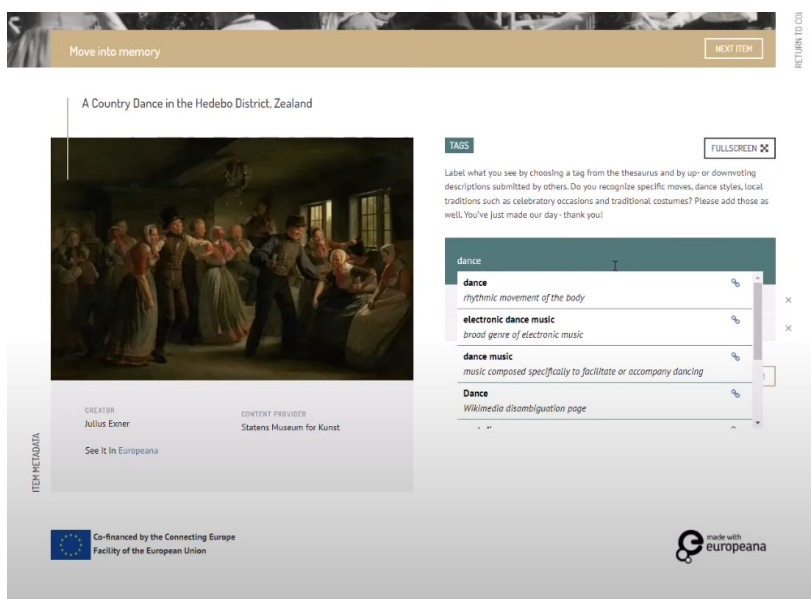 RETURN TO COL
Move into memory
NEXT ITEM
A Country Dance in the Hedebo District, Zealand
TAGS
FULLSCREEN
Label what you see by choosing a tag from the thesaurus and by up- or downvoting
descriptions submitted by others. Do you recognize specific moves, dance styles, local
traditions such as celebratory occasions and traditional costumes? Please add those as
well. You've just made our day - thank you!
dance
dance
rhythmic movement of the body
electronic dance music
broad genre of electronic music
dance music
music composed specifically to facilitate or accompany dancing
Dance
Wikimedia disambiguation page
CREATOR
Julius Exner
CONTENT PROVIDER
Statens Museum for Kunst
See it in Europeana
ITEM METADATA
Co-financed by the Connecting Europe
Facility of the European Union
made with
europeana